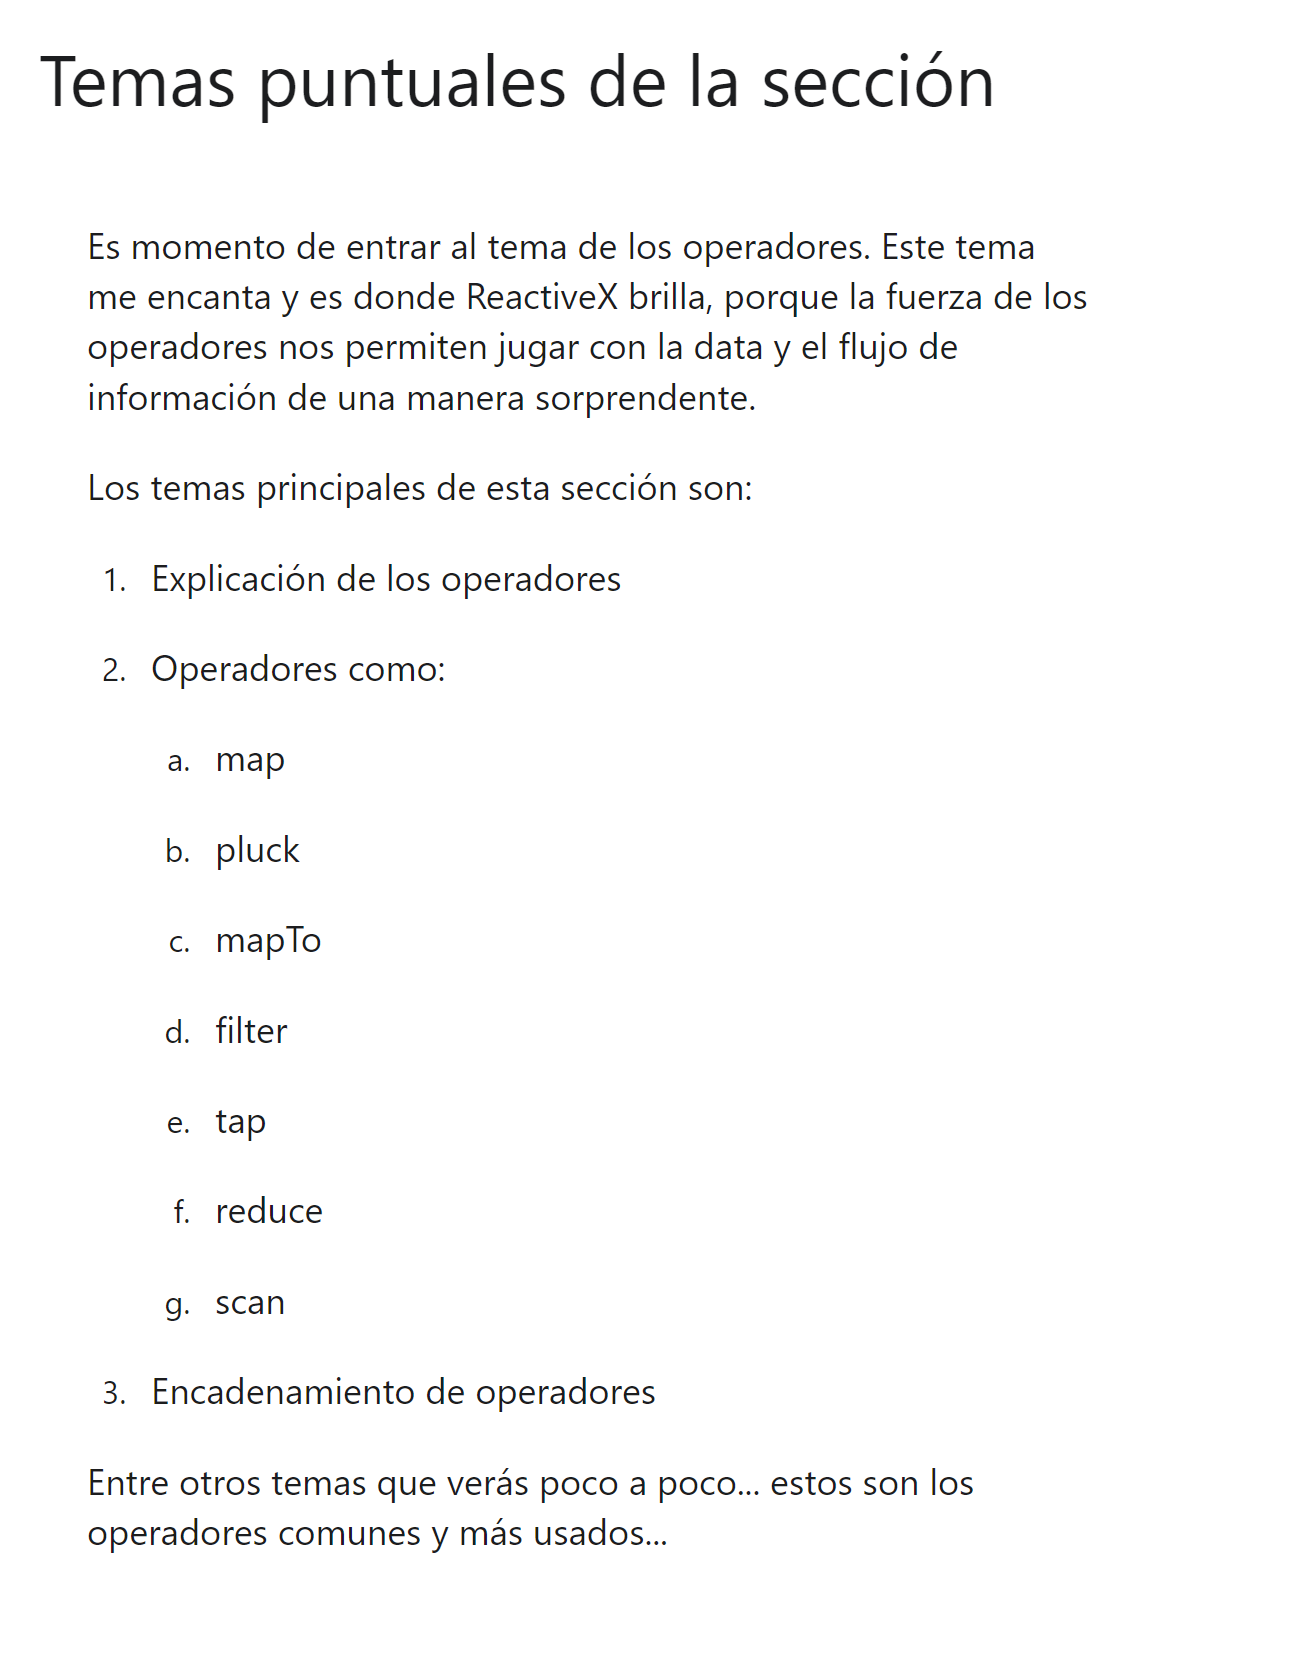 Temas puntuales de la sección
Es momento de entrar al tema de los operadores. Este tema
me encanta y es donde ReactiveX brilla, porque la fuerza de los
operadores nos permiten jugar con la data y el flujo de
información de una manera sorprendente.
Los temas principales de esta sección son:
1. Explicación de los operadores
2. Operadores como:
a. map
b. pluck
c. mapTo
d. filter
e. tap
f. reduce
g. scan
3. Encadenamiento de operadores
Entre otros temas que verás poco a poco... estos son los
operadores comunes y más usados...